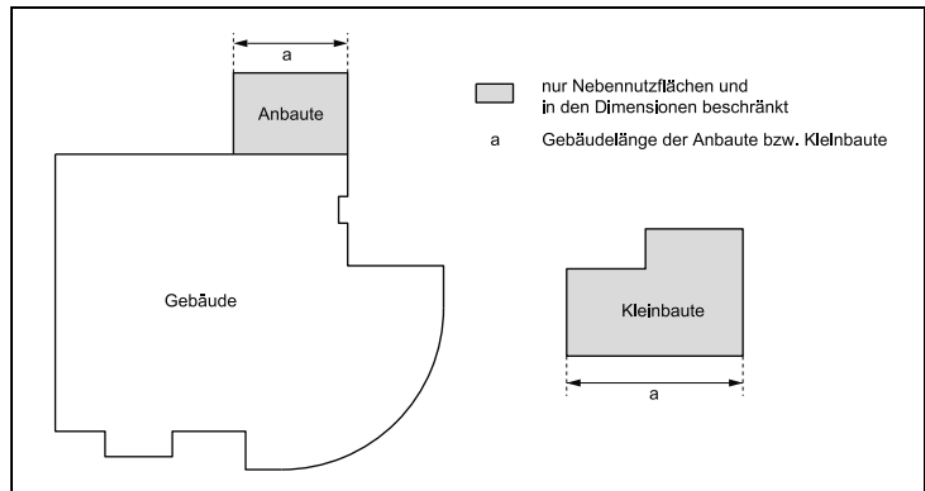 a
Anbaute
nur Nebennutzflächen und
in den Dimensionen beschränkt
a Gebäudelänge der Anbaute bzw. Kleinbaute
Gebäude
Kleinbaute
a